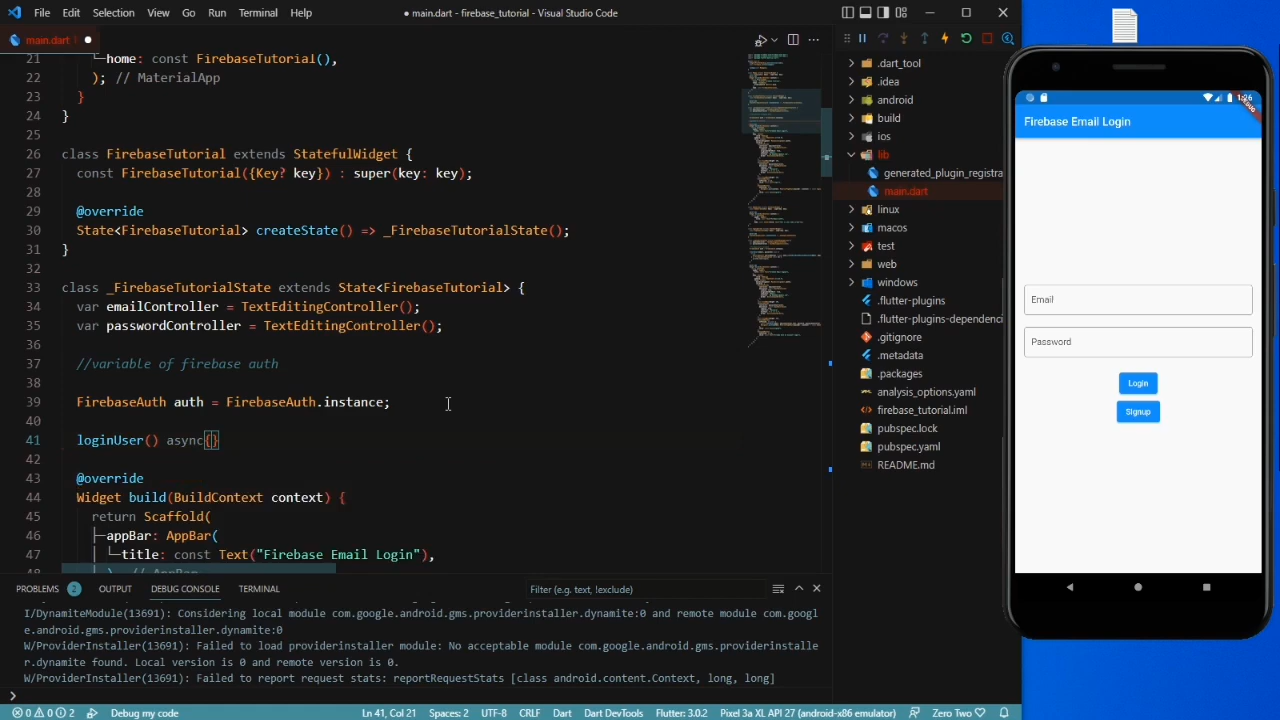 File Edit Selection View Go Run Terminal Help
● main.dart - firebase_tutorial - Visual Studio Code
main.dart ●
21 home: const FirebaseTutorial(),
22 ); // MaterialApp
23 }
24 }
25
26 class FirebaseTutorial extends StatefulWidget {
27 const FirebaseTutorial({Key? key}) : super(key: key);
28
29 @override
30 State<FirebaseTutorial> createState() => _FirebaseTutorialState();
31 }
32
33 class _FirebaseTutorialState extends State<FirebaseTutorial> {
34 var emailController = TextEditingController();
35 var passwordController = TextEditingController();
36
37 //variable of firebase auth
38
39 FirebaseAuth auth = FirebaseAuth.instance;
40
41 loginUser() async{}
42
43 @override
44 Widget build(BuildContext context) {
45 return Scaffold(
46 appBar: AppBar(
47 title: const Text("Firebase Email Login"),
48 ), // AppBar
PROBLEMS 2 OUTPUT DEBUG CONSOLE TERMINAL
Filter (e.g. text, !exclude)
I/DynamiteModule(13691): Considering local module com.google.android.gms.providerinstaller.dynamite:0 and remote module com.googl
e.android.gms.providerinstaller.dynamite:0
W/ProviderInstaller(13691): Failed to load providerinstaller module: No acceptable module com.google.android.gms.providerinstalle
r.dynamite found. Local version is 0 and remote version is 0.
W/ProviderInstaller(13691): Failed to report request stats: reportRequestStats [class android.content.Context, long, long]
.dart_tool
.idea
android
build
ios
lib
generated_plugin_registra
main.dart
linux
macos
test
web
windows
.flutter-plugins
.flutter-plugins-dependenci
.gitignore
.metadata
.packages
analysis_options.yaml
firebase_tutorial.iml
pubspec.lock
pubspec.yaml
README.md
0 0 2 Debug my code
Ln 41, Col 21 Spaces: 2 UTF-8 CRLF Dart Dart DevTools Flutter: 3.0.2 Pixel 3a XL API 27 (android-x86 emulator) Zero Two
1:26
DEBUG
Firebase Email Login
Email
Password
Login
Signup